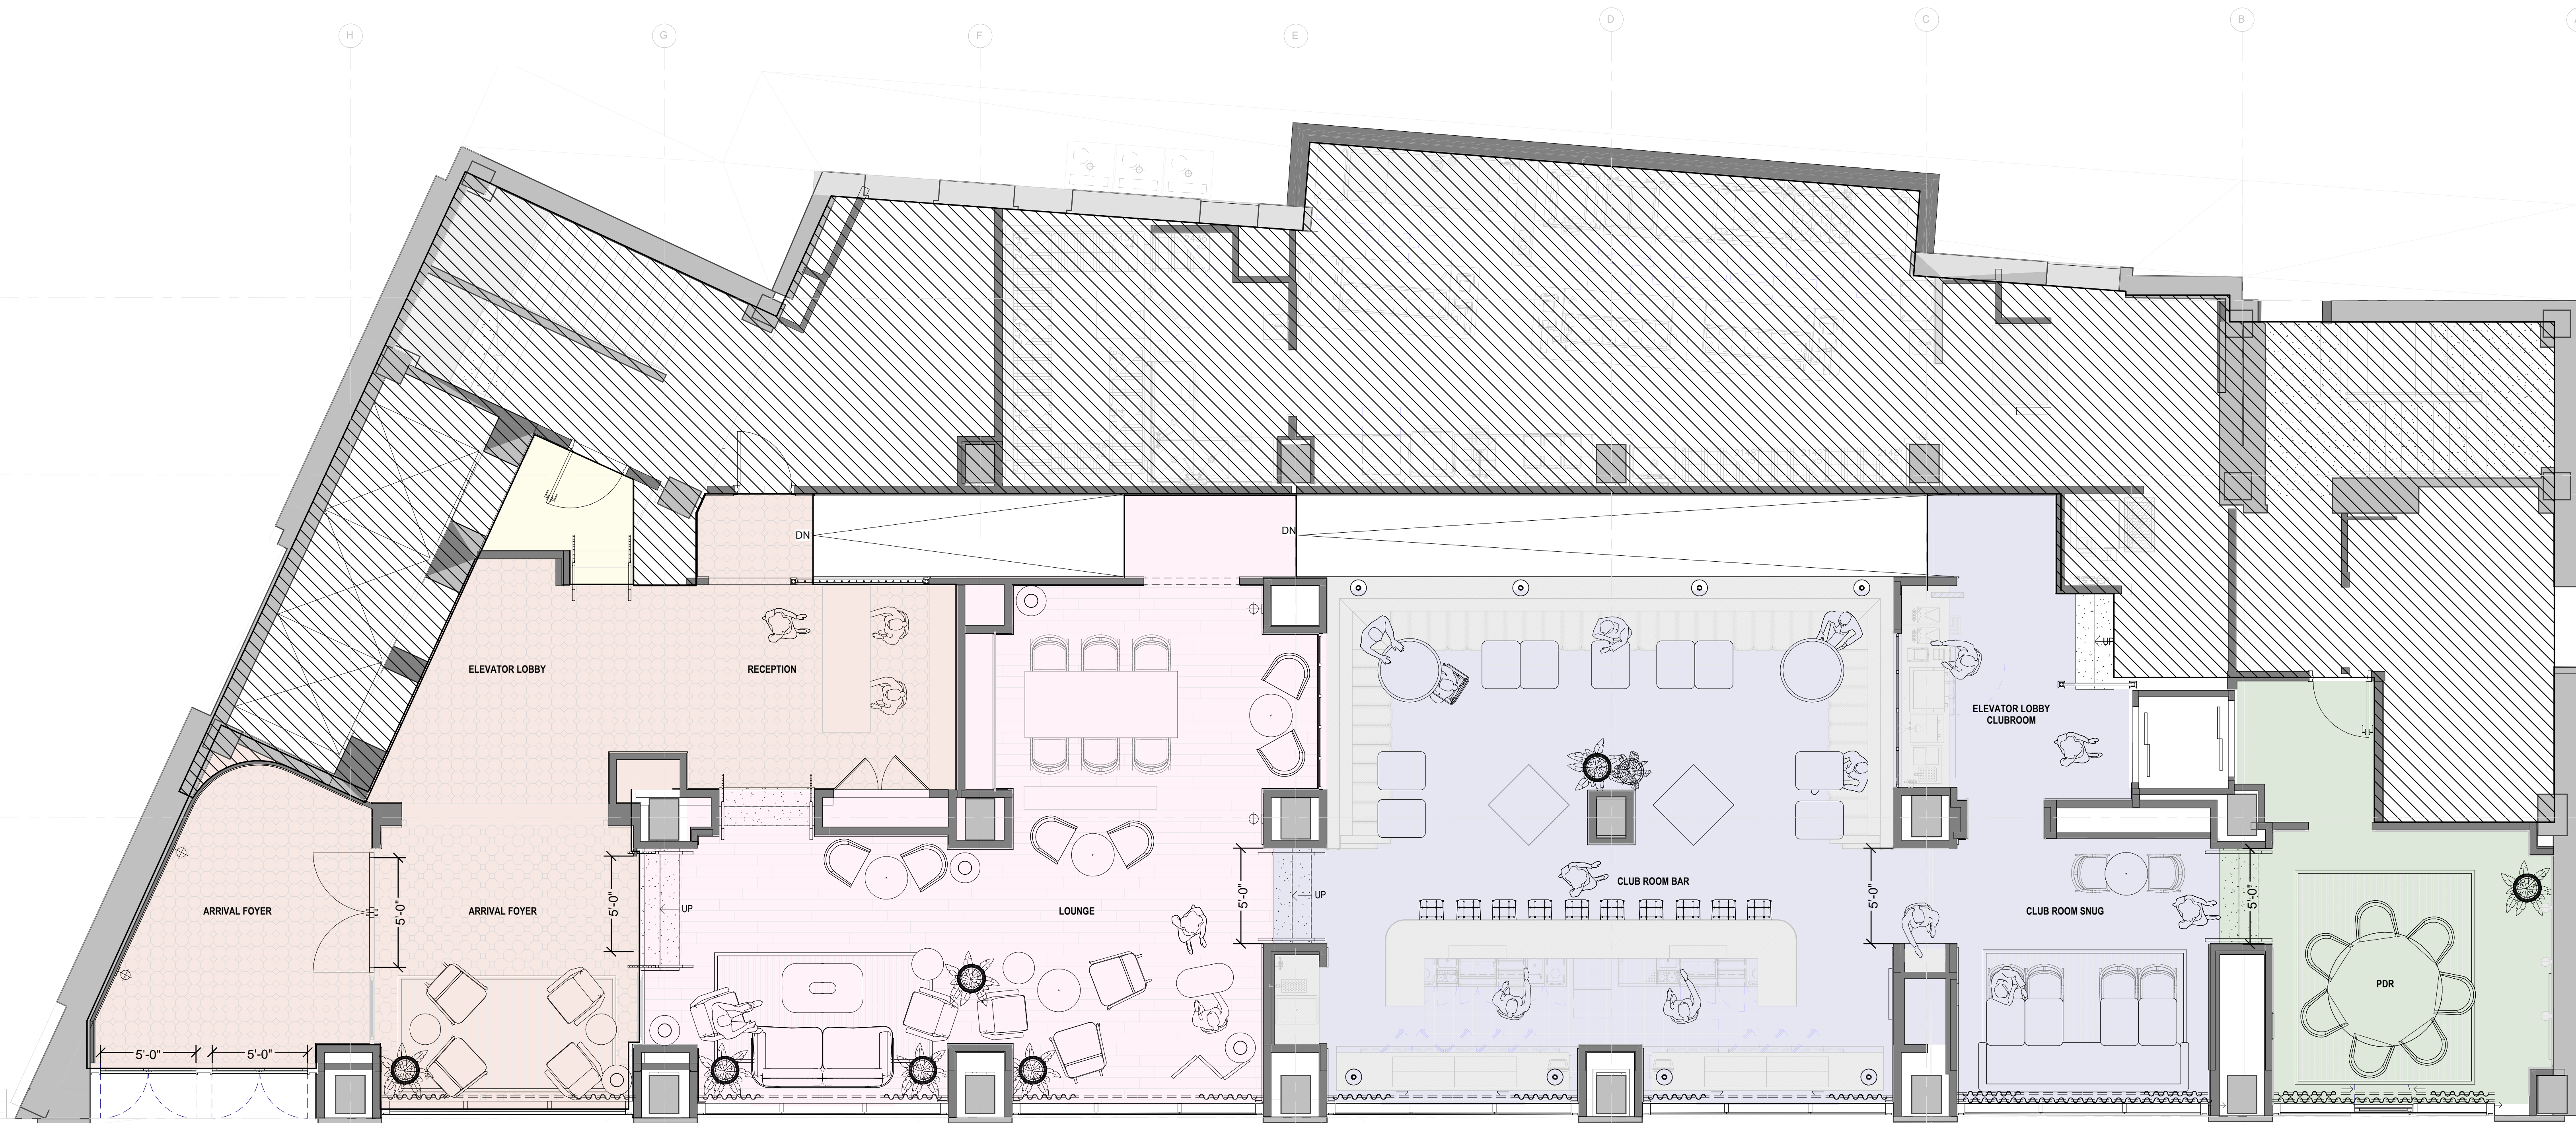 H
G
F
E
D
C
B
DN
DN
UP
ELEVATOR LOBBY
RECEPTION
ELEVATOR LOBBY
CLUBROOM
ARRIVAL FOYER
5'-0"
ARRIVAL FOYER
5'-0"
UP
LOUNGE
5'-0"
UP
CLUB ROOM BAR
5'-0"
CLUB ROOM SNUG
5'-0"
PDR
5'-0"
5'-0"